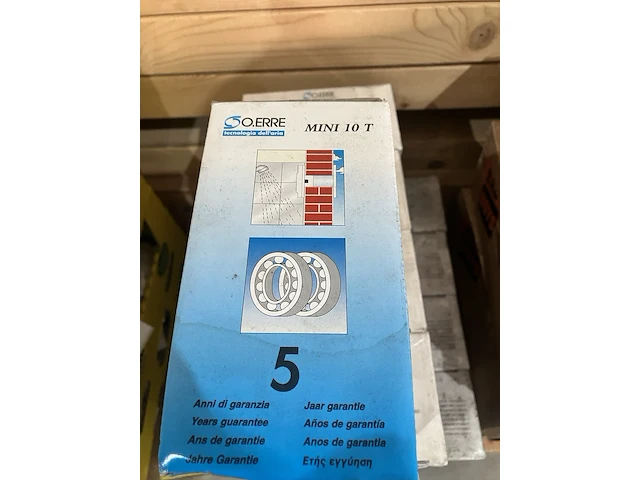 O.ERRE
O.ERRE
tecnologia dell'aria
MINI 10 T
5
Anni di garanzia
Years guarantee
Ans de garantie
Jahre Garantie
Jaar garantie
Años de garantía
Anos de garantia
Ετής εγγύηση